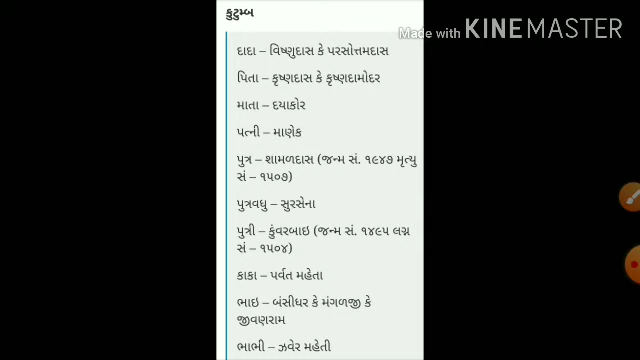 કુટુમ્બ
Made with KINEMASTER
દાદા – વિષ્ણુદાસ કે પરસોત્તમદાસ
પિતા – કૃષ્ણદાસ કે કૃષ્ણદામોદર
માતા – દયાકોર
પત્ની – માણેક
પુત્ર – શામળદાસ (જન્મ સં. ૧૯૪૭ મૃત્યુ
સં – ૧૫૦૭)
પુત્રવધુ – સુરસેના
પુત્રી – કુંવરબાઇ (જન્મ સં. ૧૪૯૫ લગ્ન
સં – ૧૫૦૪)
કાકા – પર્વત મહેતા
ભાઇ – બંસીધર કે મંગળજી કે
જીવણરામ
ભાભી – ઝવેર મહેતી